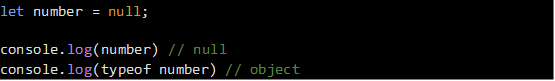 let number = null;
console.log(number) // null
console.log(typeof number) // object